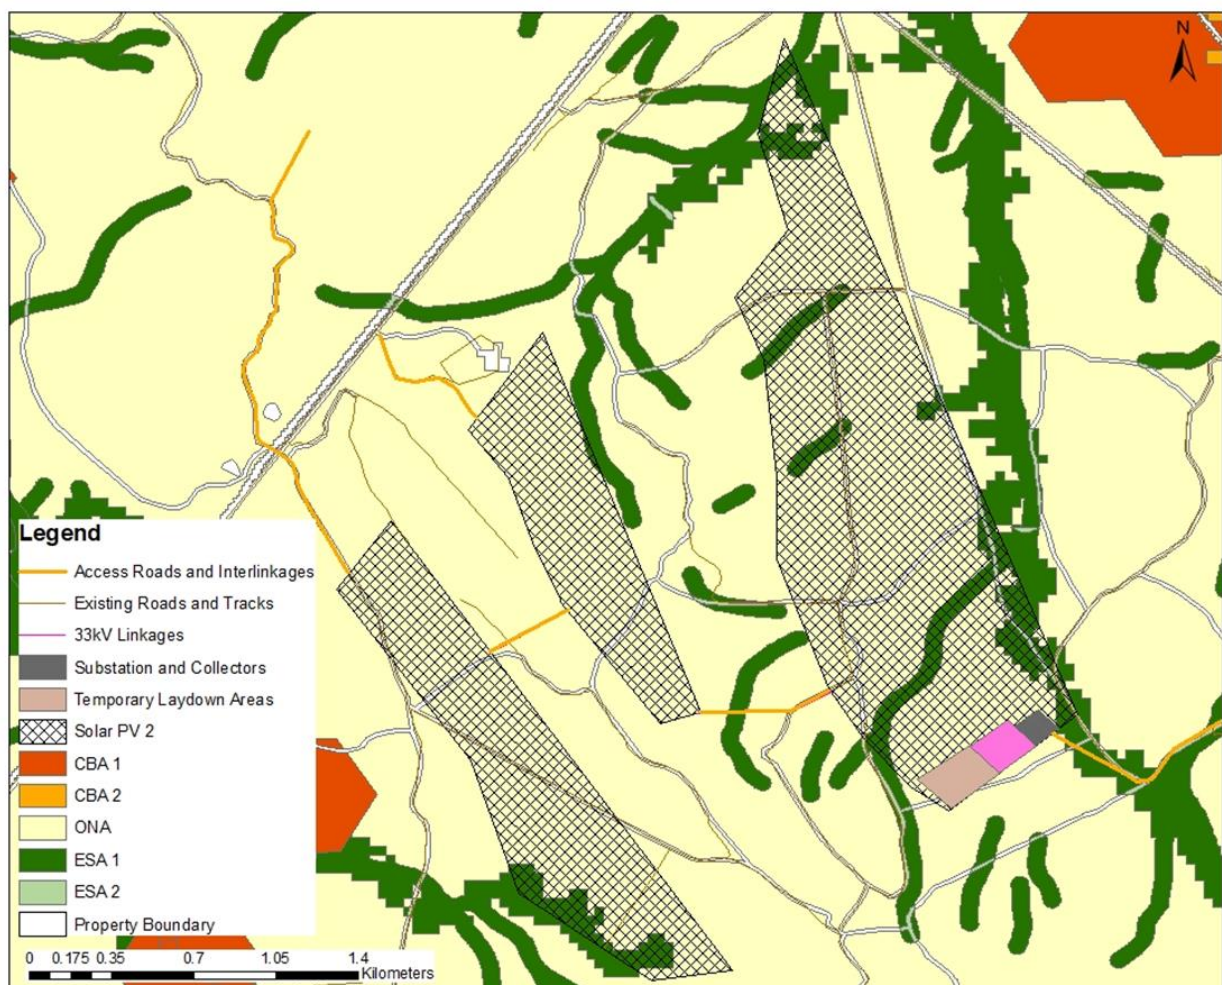 N
Legend
Access Roads and Interlinkages
Existing Roads and Tracks
33kV Linkages
Substation and Collectors
Temporary Laydown Areas
Solar PV 2
CBA 1
CBA 2
ONA
ESA 1
ESA 2
Property Boundary
0 0.175 0.35 0.7 1.05 1.4
Kilometers